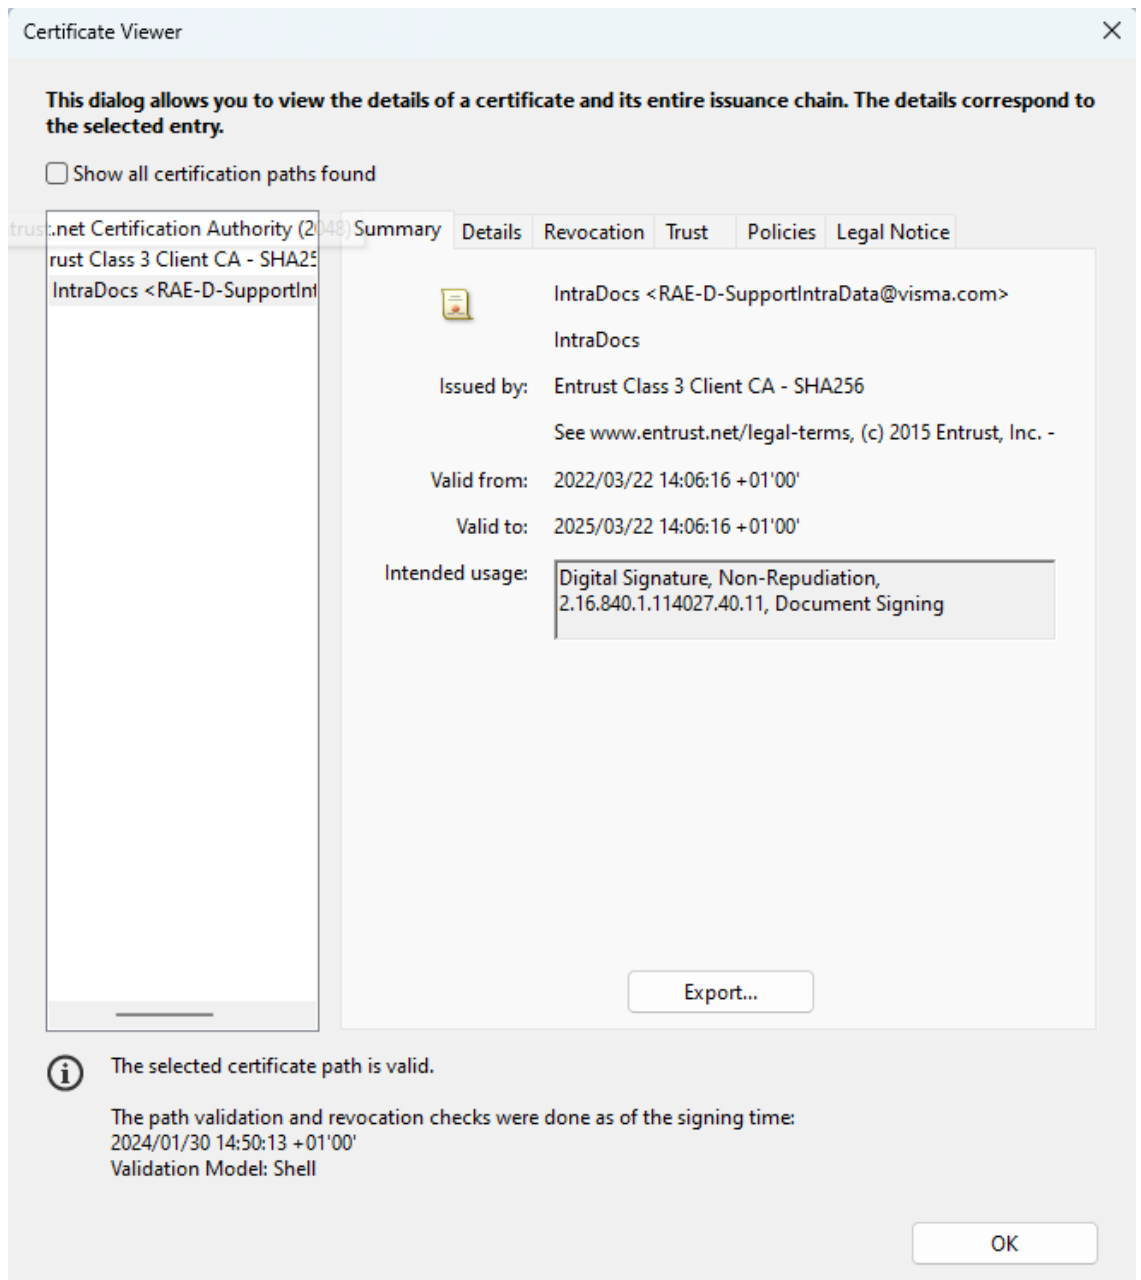 Certificate Viewer
This dialog allows you to view the details of a certificate and its entire issuance chain. The details correspond to
the selected entry.
Show all certification paths found
trust.net Certification Authority (2048)
rust Class 3 Client CA - SHA25
IntraDocs <RAE-D-SupportInt
Summary Details Revocation Trust Policies Legal Notice
IntraDocs <RAE-D-SupportIntraData@visma.com>
IntraDocs
Issued by: Entrust Class 3 Client CA - SHA256
See www.entrust.net/legal-terms, (c) 2015 Entrust, Inc. -
Valid from: 2022/03/22 14:06:16 +01'00'
Valid to: 2025/03/22 14:06:16 +01'00'
Intended usage: Digital Signature, Non-Repudiation,
2.16.840.1.114027.40.11, Document Signing
Export...
The selected certificate path is valid.
The path validation and revocation checks were done as of the signing time:
2024/01/30 14:50:13 +01'00'
Validation Model: Shell
OK